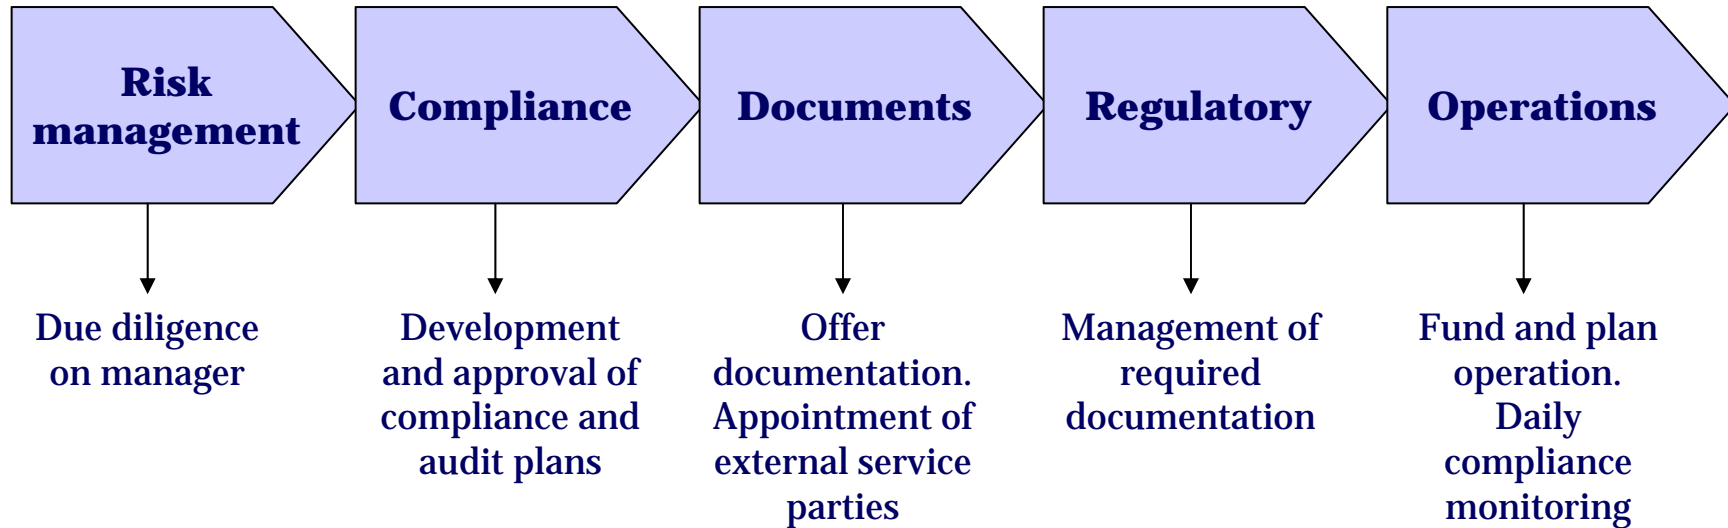 Risk
management
Compliance
Documents
Regulatory
Operations
Due diligence
on manager
Development
and approval of
compliance and
audit plans
Offer
documentation.
Appointment of
external service
parties
Management of
required
documentation
Fund and plan
operation.
Daily
compliance
monitoring